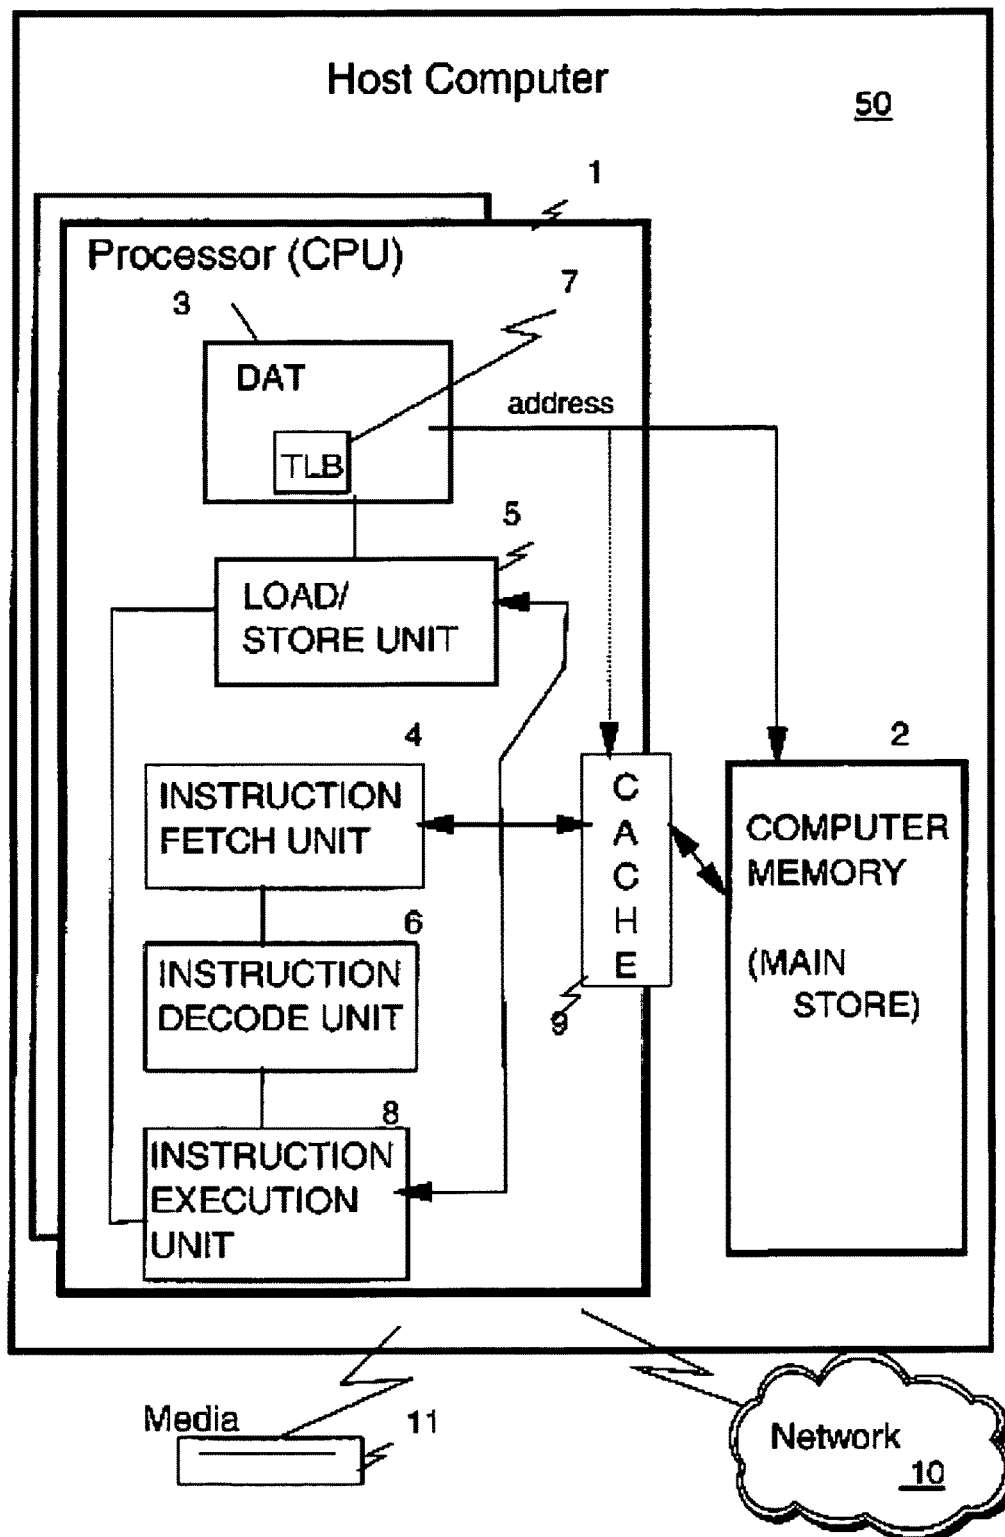 Host Computer
50
1
Processor (CPU)
3
7
DAT
address
TLB
5
LOAD/
STORE UNIT
4
2
INSTRUCTION
FETCH UNIT
CACHE
COMPUTER
MEMORY
(MAIN
STORE)
6
INSTRUCTION
DECODE UNIT
9
8
INSTRUCTION
EXECUTION
UNIT
Media
11
Network
10